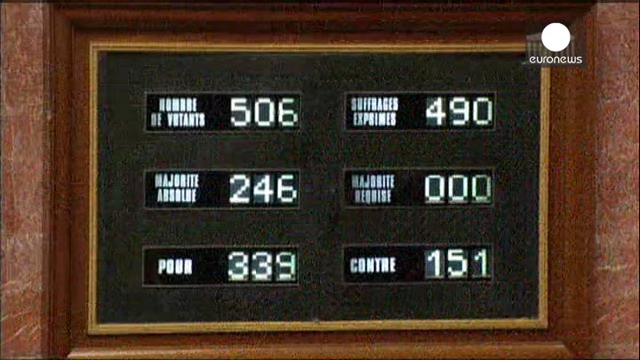 euronews
NOMBRE
DE VOTANTS
506
SUFFRAGES
EXPRIMES
490
MAJORITE
ABSOLUE
246
MAJORITE
REQUISE
000
POUR
339
CONTRE
151